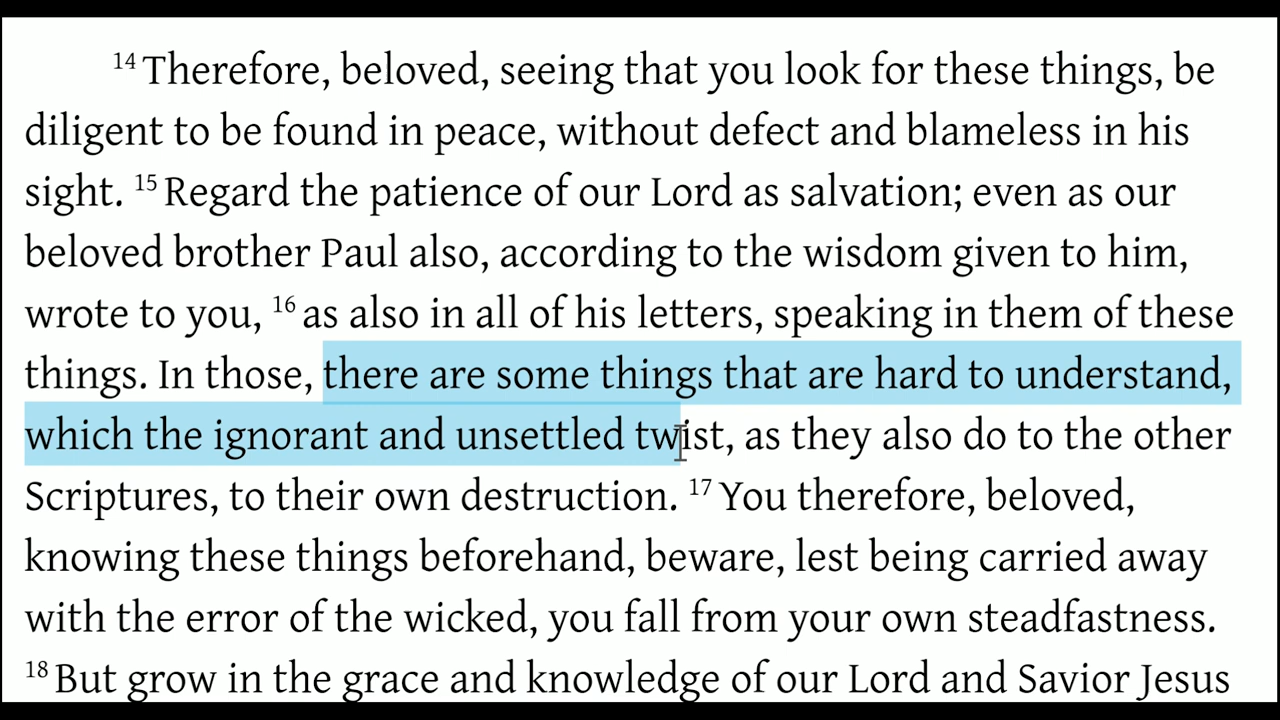 14 Therefore, beloved, seeing that you look for these things, be
diligent to be found in peace, without defect and blameless in his
sight. 15 Regard the patience of our Lord as salvation; even as our
beloved brother Paul also, according to the wisdom given to him,
wrote to you, 16 as also in all of his letters, speaking in them of these
things. In those, there are some things that are hard to understand,
which the ignorant and unsettled twist, as they also do to the other
Scriptures, to their own destruction. 17 You therefore, beloved,
knowing these things beforehand, beware, lest being carried away
with the error of the wicked, you fall from your own steadfastness.
18 But grow in the grace and knowledge of our Lord and Savior Jesus